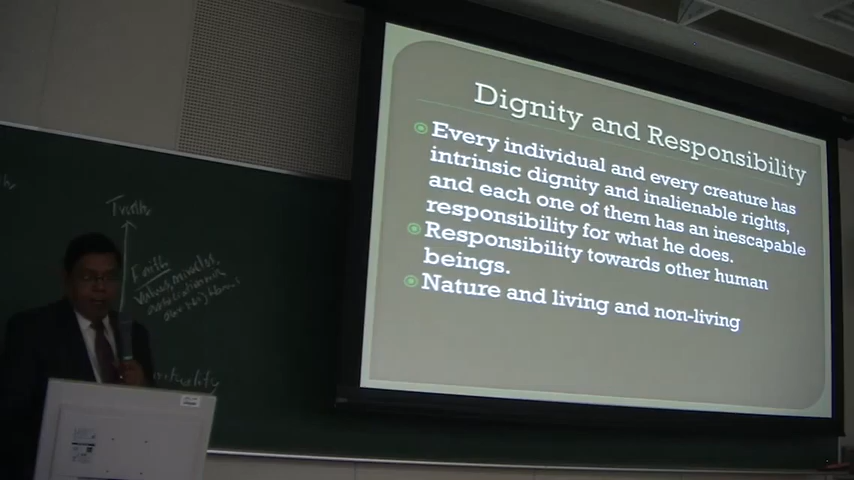 Dignity and Responsibility
Every individual and every creature has
intrinsic dignity and inalienable rights,
and each one of them has an inescapable
responsibility for what he does.
Responsibility towards other human
beings.
Nature and living and non-living
Truth
Faith